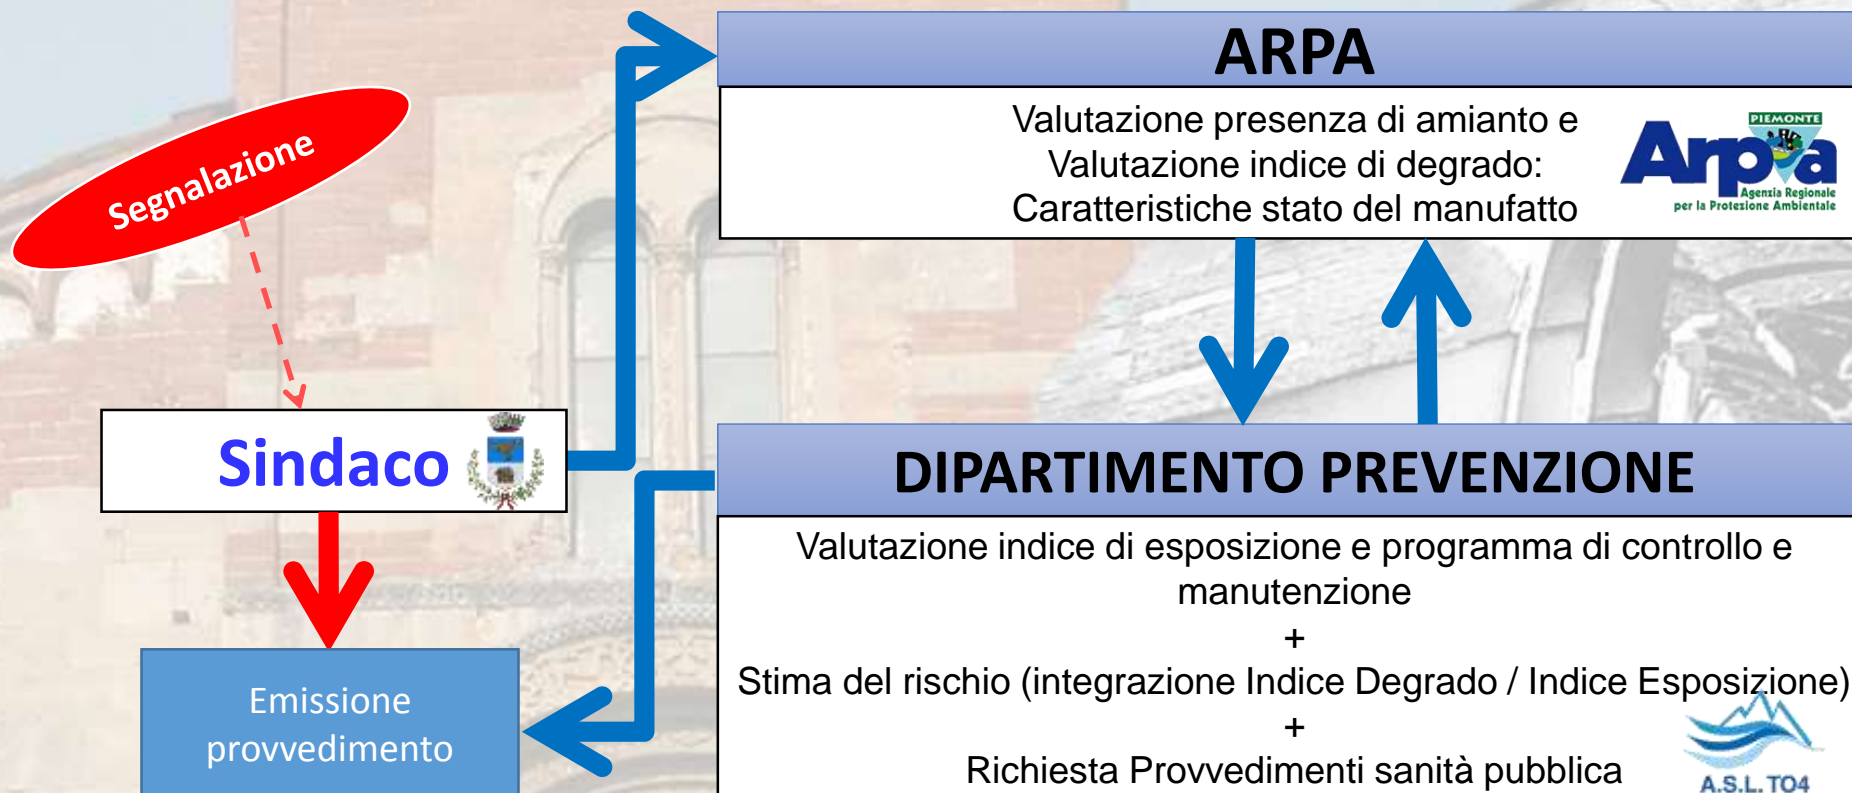 ARPA
Valutazione presenza di amianto e
Valutazione indice di degrado:
Caratteristiche stato del manufatto
PIEMONTE
Arpa
Agenzia Regionale
per la Protezione Ambientale
Segnalazione
Sindaco
DIPARTIMENTO PREVENZIONE
Valutazione indice di esposizione e programma di controllo e
manutenzione
+
Stima del rischio (integrazione Indice Degrado / Indice Esposizione)
+
Richiesta Provvedimenti sanità pubblica
A.S.L. TO4
Emissione
provvedimento